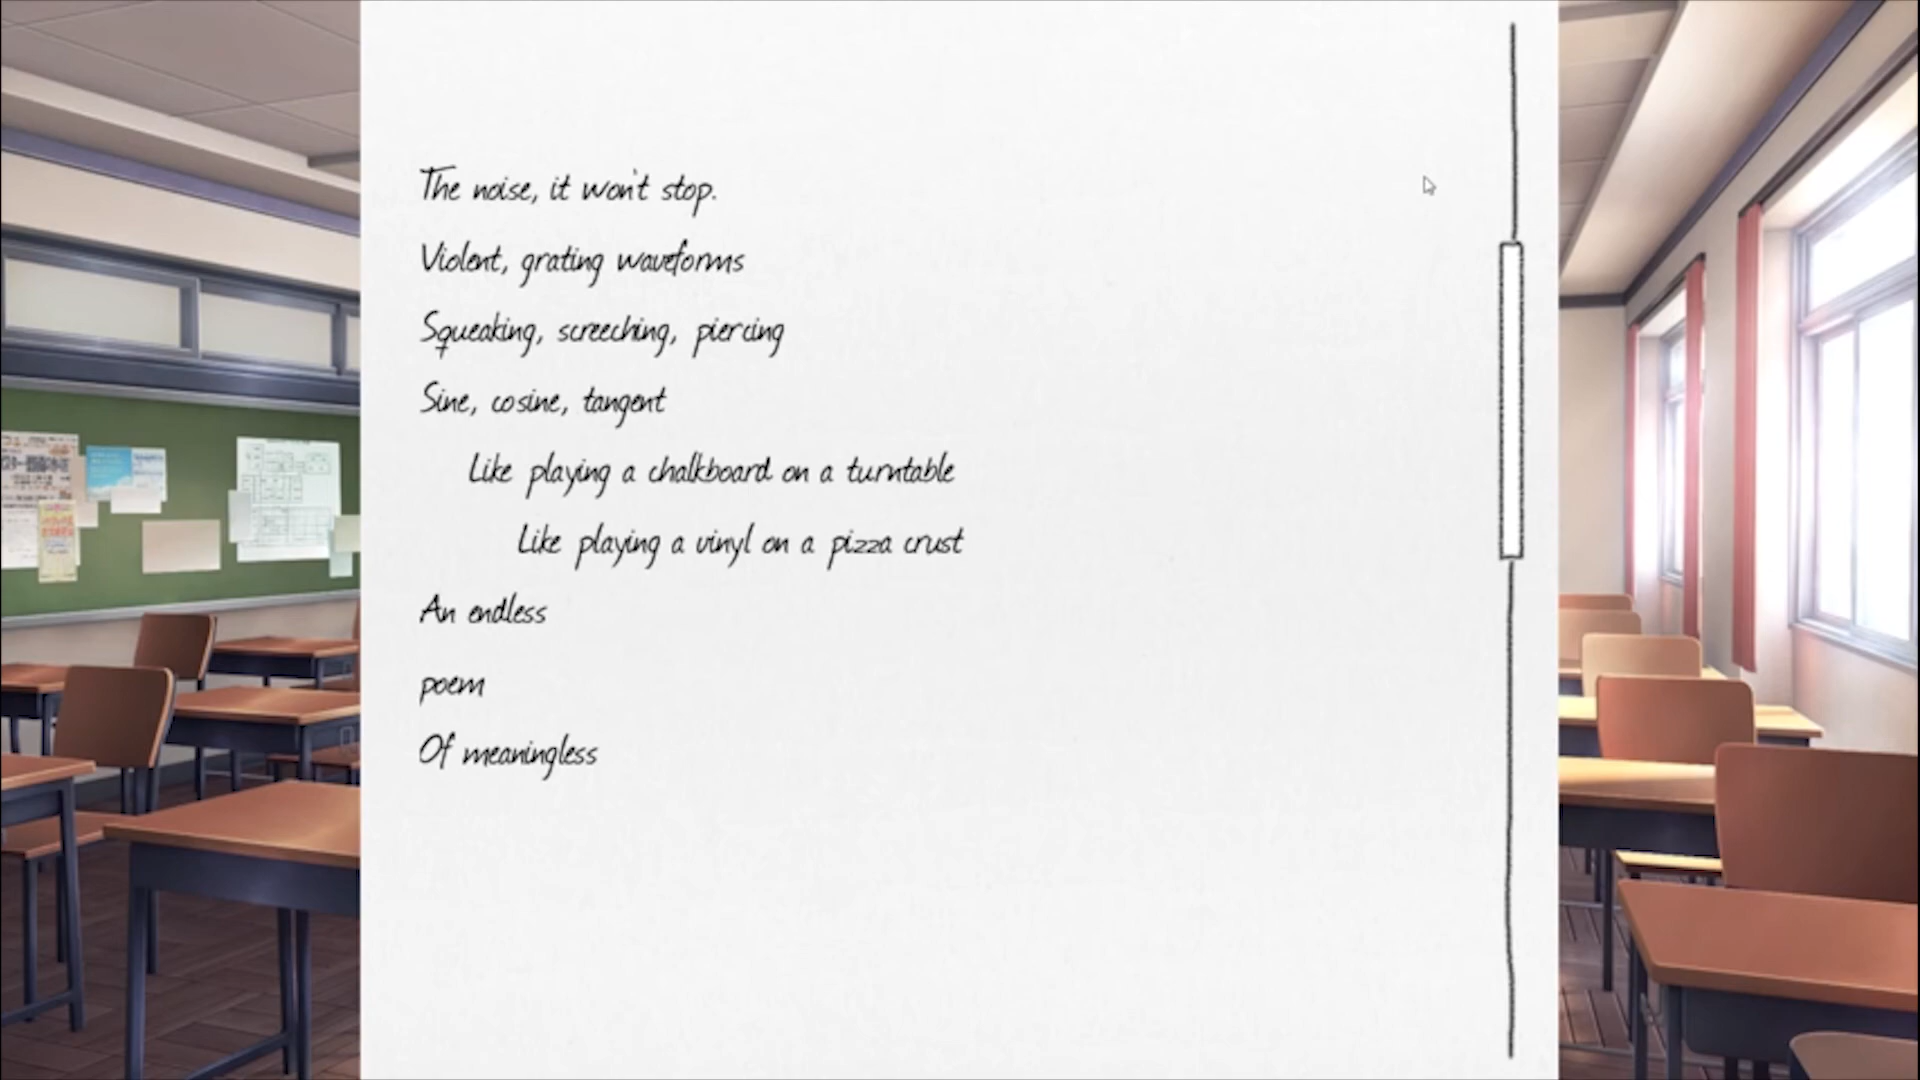 The noise, it won't stop.
Violent, grating waveforms
Squeaking, screeching, piercing
Sine, cosine, tangent
Like playing a chalkboard on a turntable
Like playing a vinyl on a pizza crust
An endless
poem
Of meaningless